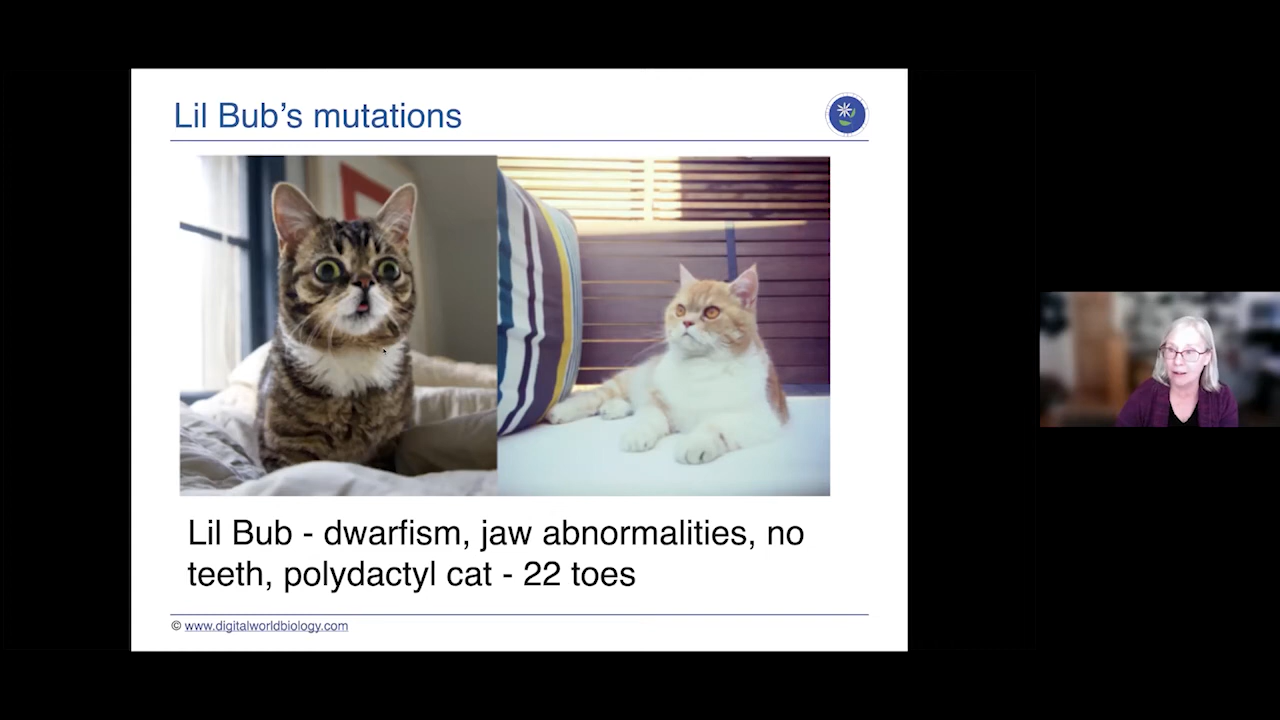 Lil Bub's mutations
Lil Bub - dwarfism, jaw abnormalities, no
teeth, polydactyl cat - 22 toes
© www.digitalworldbiology.com